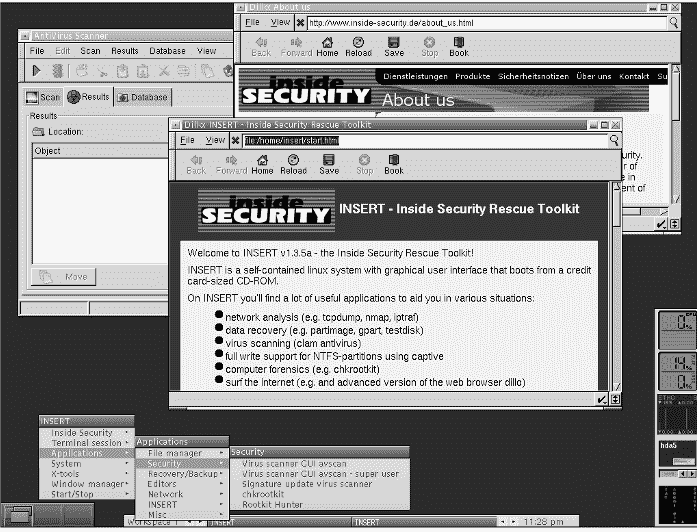 AntiVirus Scanner
File Edit Scan Results Database View
Scan Results Database
Results
Location:
Object
Move
Dillo: About us
File View http://www.inside-security.de/about_us.html
Back Forward Home Reload Save Stop Book
inside
SECURITY
Dienstleistungen Produkte Sicherheitsnotizen Über uns Kontakt Su
About us
urity.
er of
e in
ent of
Dillo: INSERT - Inside Security Rescue Toolkit
File View file:/home/insert/start.html
Back Forward Home Reload Save Stop Book
inside
SECURITY
INSERT - Inside Security Rescue Toolkit
Welcome to INSERT v1.3.5a - the Inside Security Rescue Toolkit!
INSERT is a self-contained linux system with graphical user interface that boots from a credit
card-sized CD-ROM.
On INSERT you'll find a lot of useful applications to aid you in various situations:
network analysis (e.g. tcpdump, nmap, iptraf)
data recovery (e.g. partimage, gpart, testdisk)
virus scanning (clam antivirus)
full write support for NTFS-partitions using captive
computer forensics (e.g. chkrootkit)
surf the internet (e.g. and advanced version of the web browser dillo)
INSERT
Inside Security
Terminal session
Applications
System
X-tools
Window manager
Start/Stop
Applications
File manager
Security
Recovery/Backup
Editors
Network
INSERT
Misc
Security
Virus scanner GUI avscan
Virus scanner GUI avscan - super user
Signature update virus scanner
chkrootkit
Rootkit Hunter
0%
14%
0%
hda5
Workspace 1 INSERT INSERT 11:28 pm